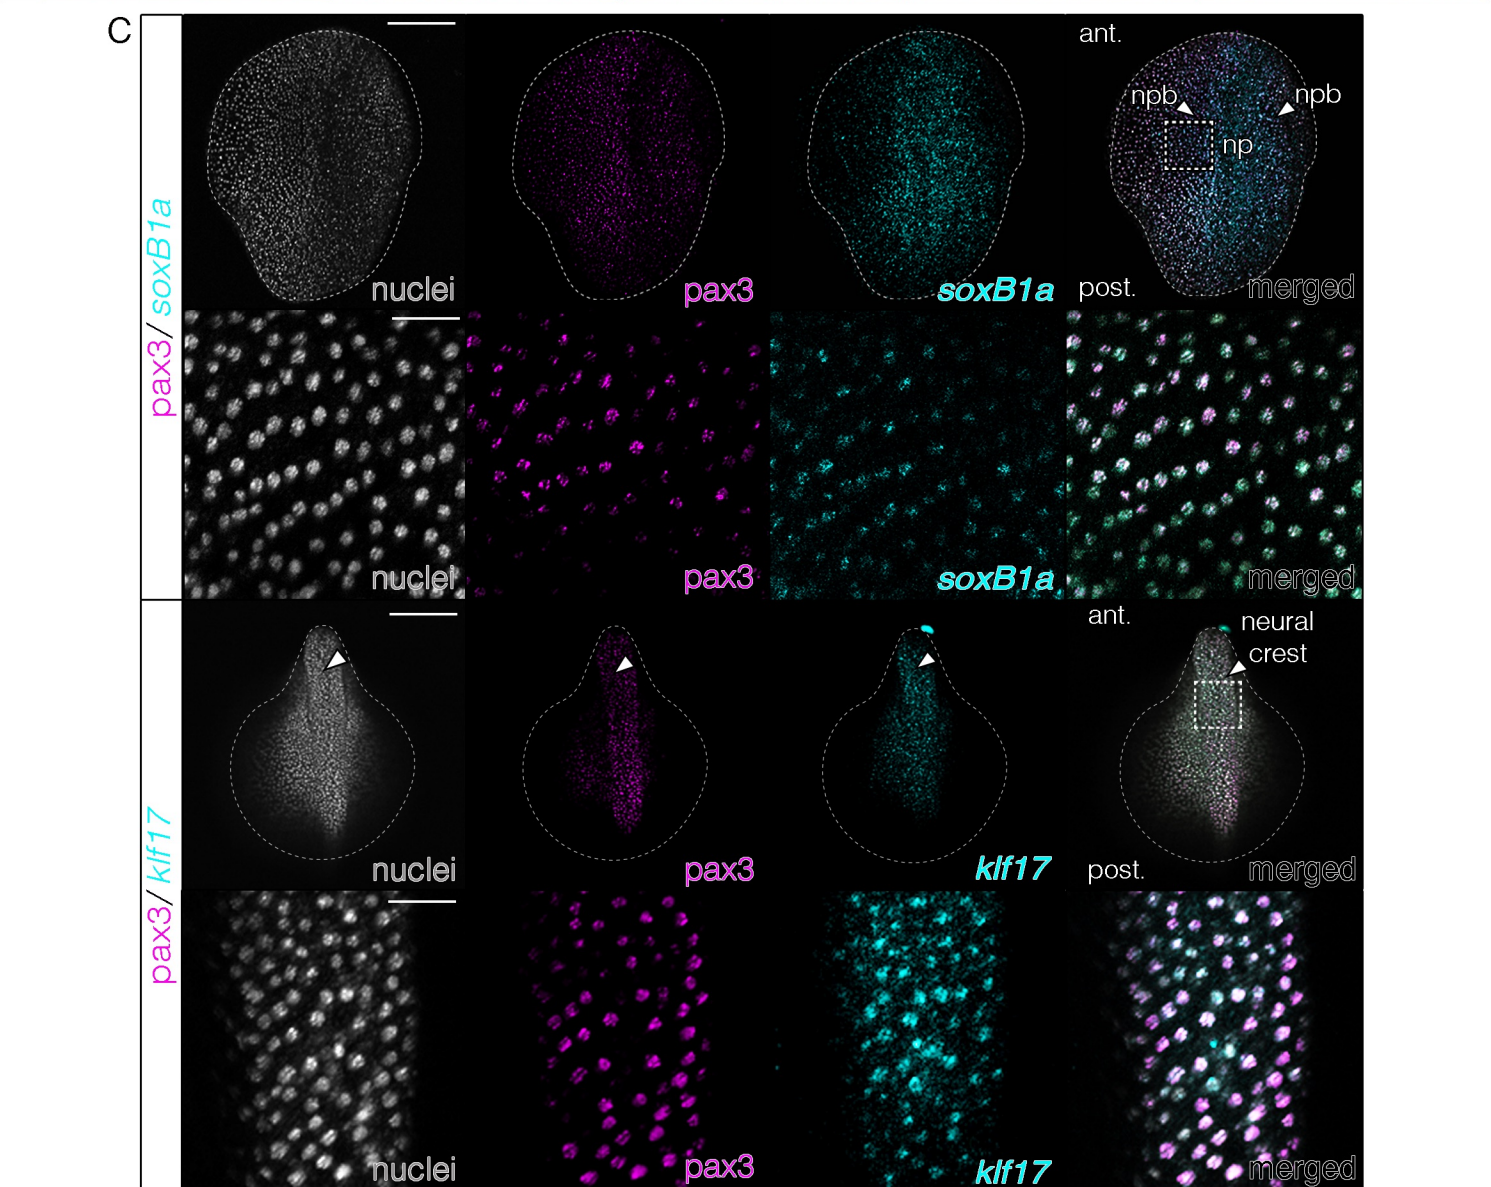 C
pax3/ soxB1a
ant.
npb
npb
np
post.
nuclei
pax3
soxB1a
merged
nuclei
pax3
soxB1a
merged
pax3/ klf17
ant.
neural
crest
post.
nuclei
pax3
klf17
merged
nuclei
pax3
klf17
merged